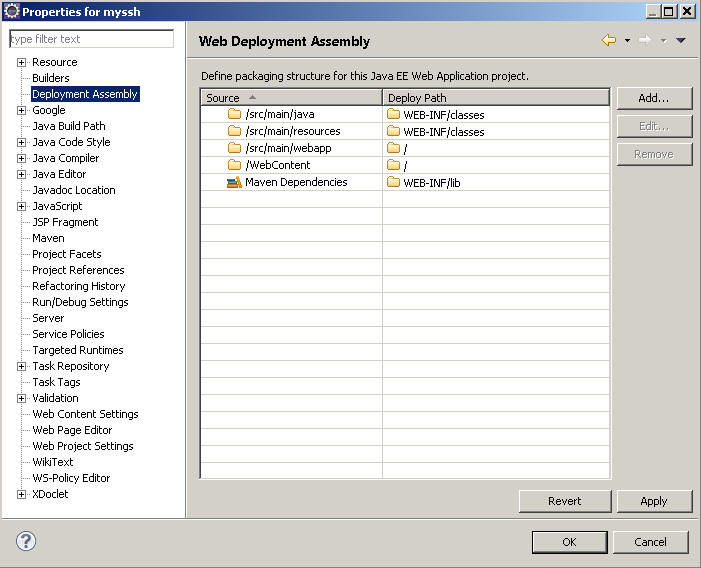 Properties for myssh
type filter text
Resource
Builders
Deployment Assembly
Google
Java Build Path
Java Code Style
Java Compiler
Java Editor
Javadoc Location
JavaScript
JSP Fragment
Maven
Project Facets
Project References
Refactoring History
Run/Debug Settings
Server
Service Policies
Targeted Runtimes
Task Repository
Task Tags
Validation
Web Content Settings
Web Page Editor
Web Project Settings
WikiText
WS-Policy Editor
XDoclet
Web Deployment Assembly
Define packaging structure for this Java EE Web Application project.
Source Deploy Path
/src/main/java WEB-INF/classes
/src/main/resources WEB-INF/classes
/src/main/webapp /
/WebContent /
Maven Dependencies WEB-INF/lib
Add...
Edit...
Remove
Revert Apply
? OK Cancel